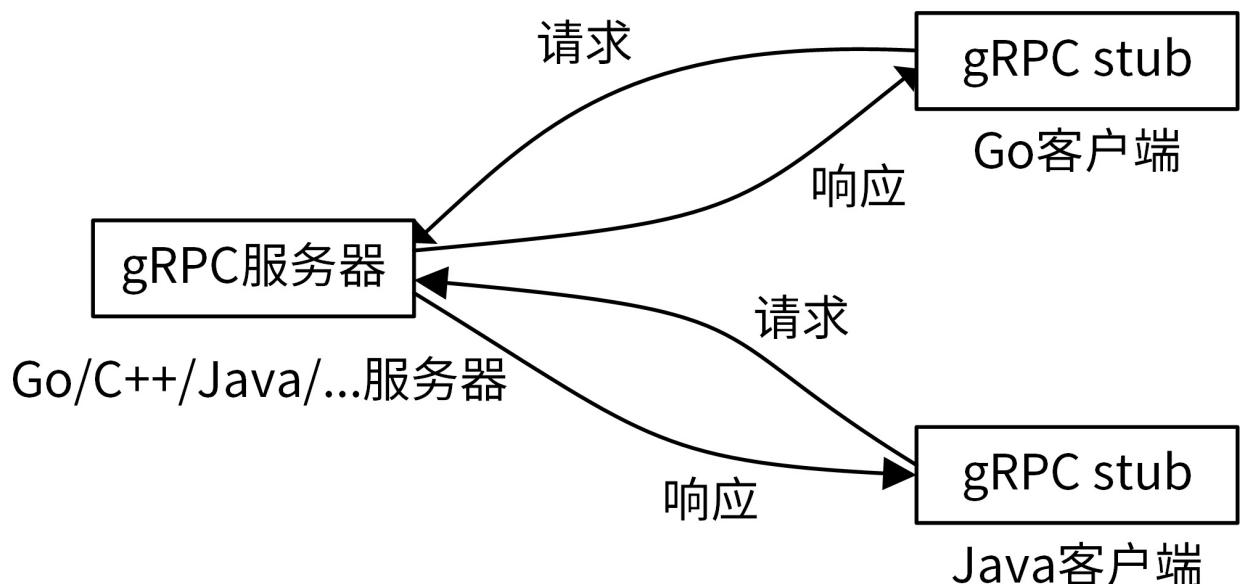 请求
gRPC stub
Go客户端
响应
gRPC服务器
Go/C++/Java/...服务器
请求
gRPC stub
响应
Java客户端